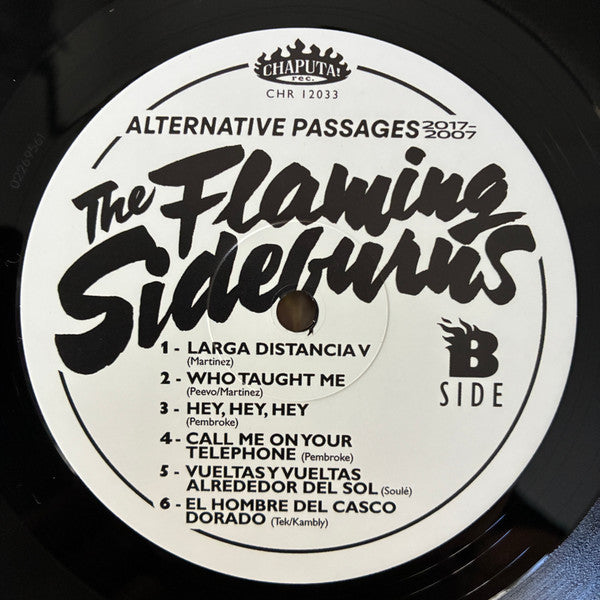 CHAPUTA!
rec.
CHR 12033
ALTERNATIVE PASSAGES 2017-
2007
The Flaming
Sideburns
1 - LARGA DISTANCIA V
(Martinez)
2 - WHO TAUGHT ME
(Peevo/Martinez)
3 - HEY, HEY, HEY
(Pembroke)
4 - CALL ME ON YOUR
TELEPHONE (Pembroke)
5 - VUELTAS Y VUELTAS
ALREDEDOR DEL SOL (Soulé)
6 - EL HOMBRE DEL CASCO
DORADO (Tek/Kambly)
B
SIDE